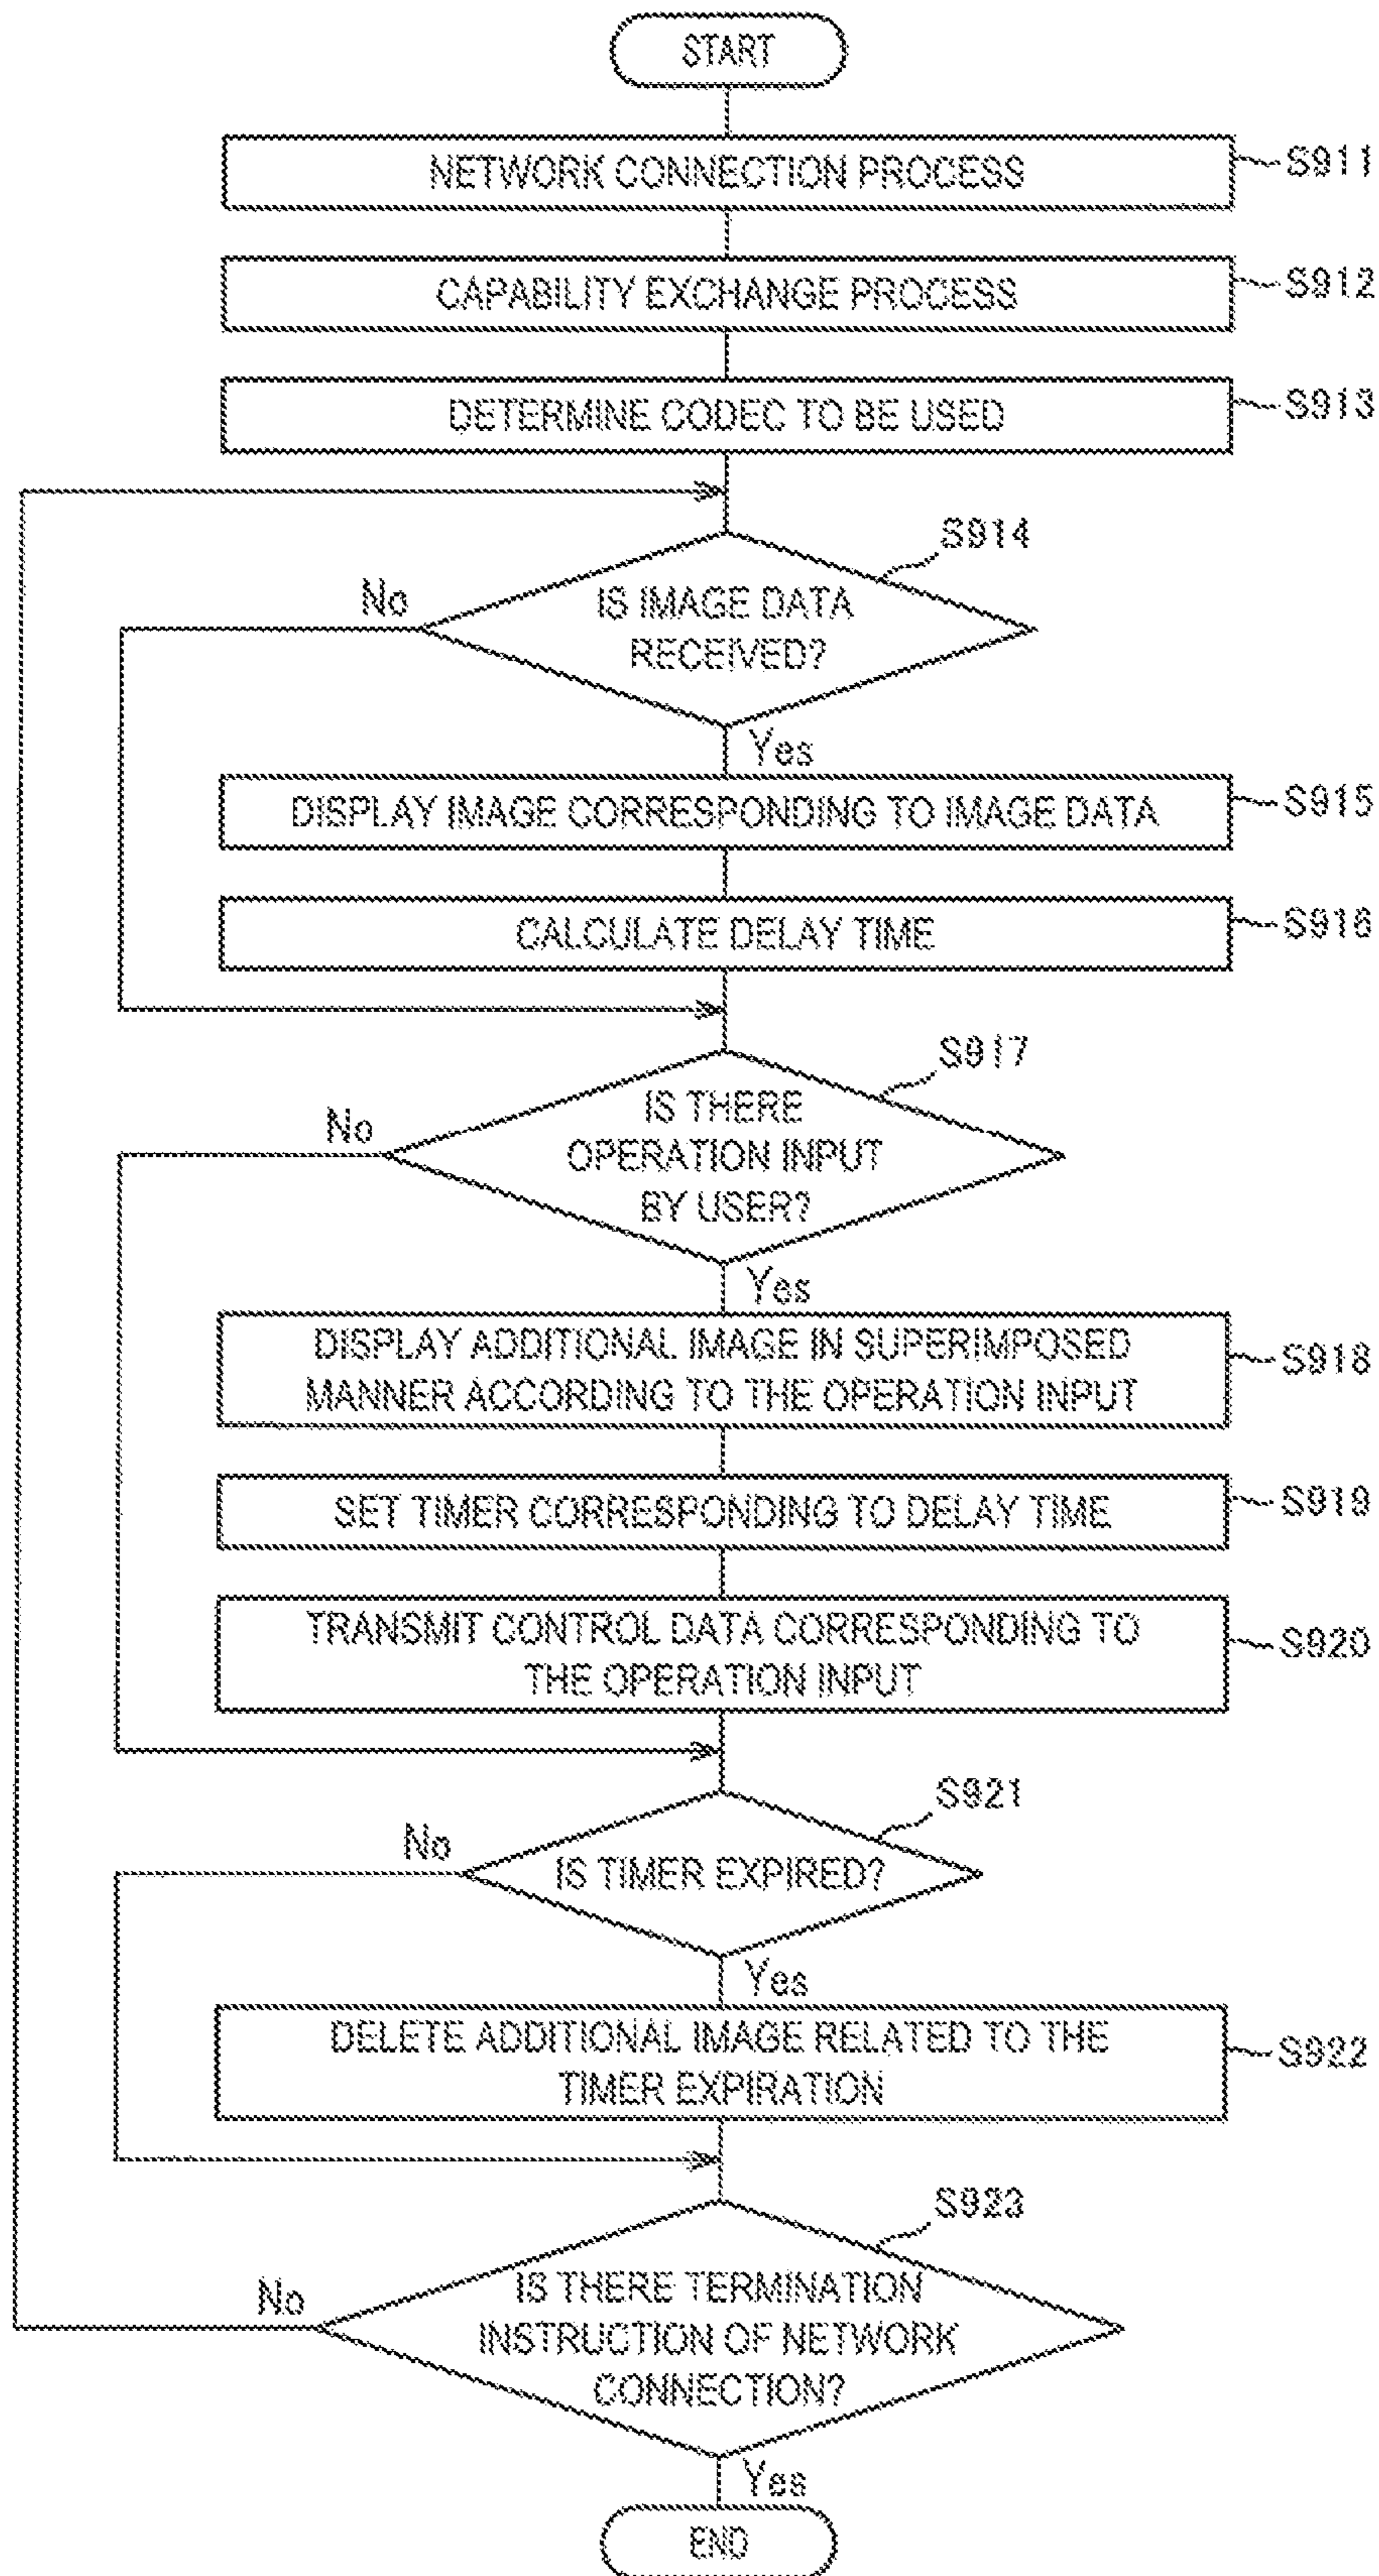 START
NETWORK CONNECTION PROCESS
S911
CAPABILITY EXCHANGE PROCESS
S912
DETERMINE CODEC TO BE USED
S913
S914
No
IS IMAGE DATA
RECEIVED?
Yes
DISPLAY IMAGE CORRESPONDING TO IMAGE DATA
S915
CALCULATE DELAY TIME
S916
S917
No
IS THERE
OPERATION INPUT
BY USER?
Yes
DISPLAY ADDITIONAL IMAGE IN SUPERIMPOSED
MANNER ACCORDING TO THE OPERATION INPUT
S918
SET TIMER CORRESPONDING TO DELAY TIME
S919
TRANSMIT CONTROL DATA CORRESPONDING TO
THE OPERATION INPUT
S920
S921
No
IS TIMER EXPIRED?
Yes
DELETE ADDITIONAL IMAGE RELATED TO THE
TIMER EXPIRATION
S922
S923
No
IS THERE TERMINATION
INSTRUCTION OF NETWORK
CONNECTION?
Yes
END